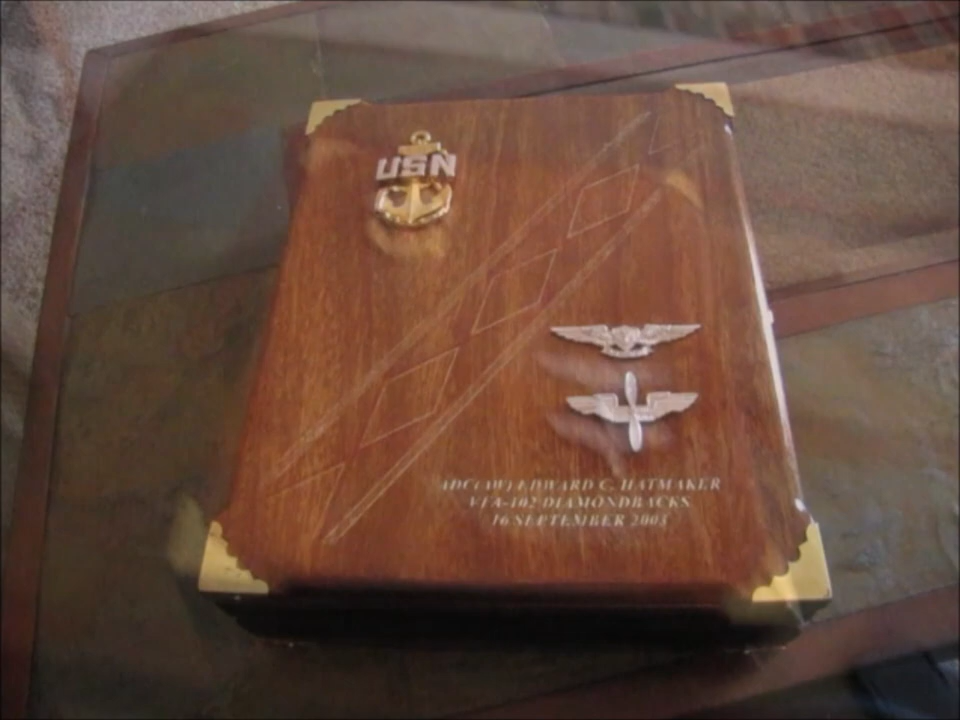 USN
ADC(AW) EDWARD C. HATMAKER
VFA-102 DIAMONDBACKS
16 SEPTEMBER 2003